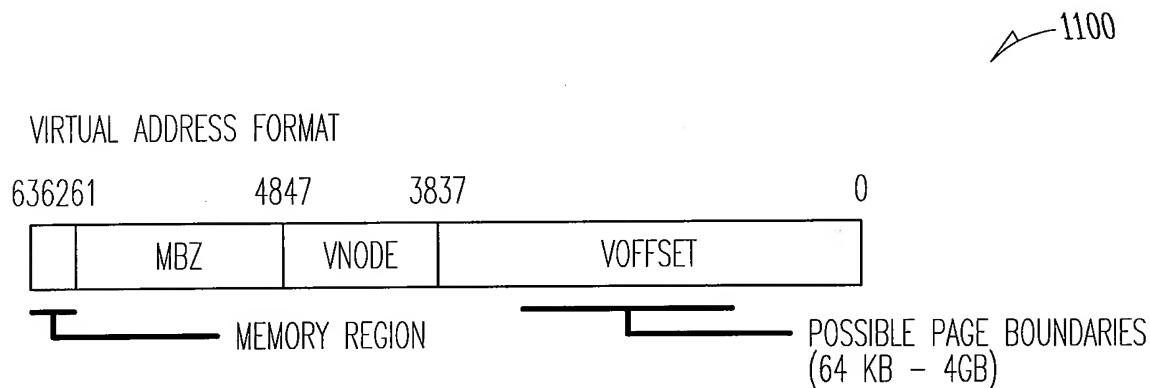 1100
VIRTUAL ADDRESS FORMAT
636261 4847 3837 0
MBZ VNODE VOFFSET
MEMORY REGION
POSSIBLE PAGE BOUNDARIES
(64 KB - 4GB)